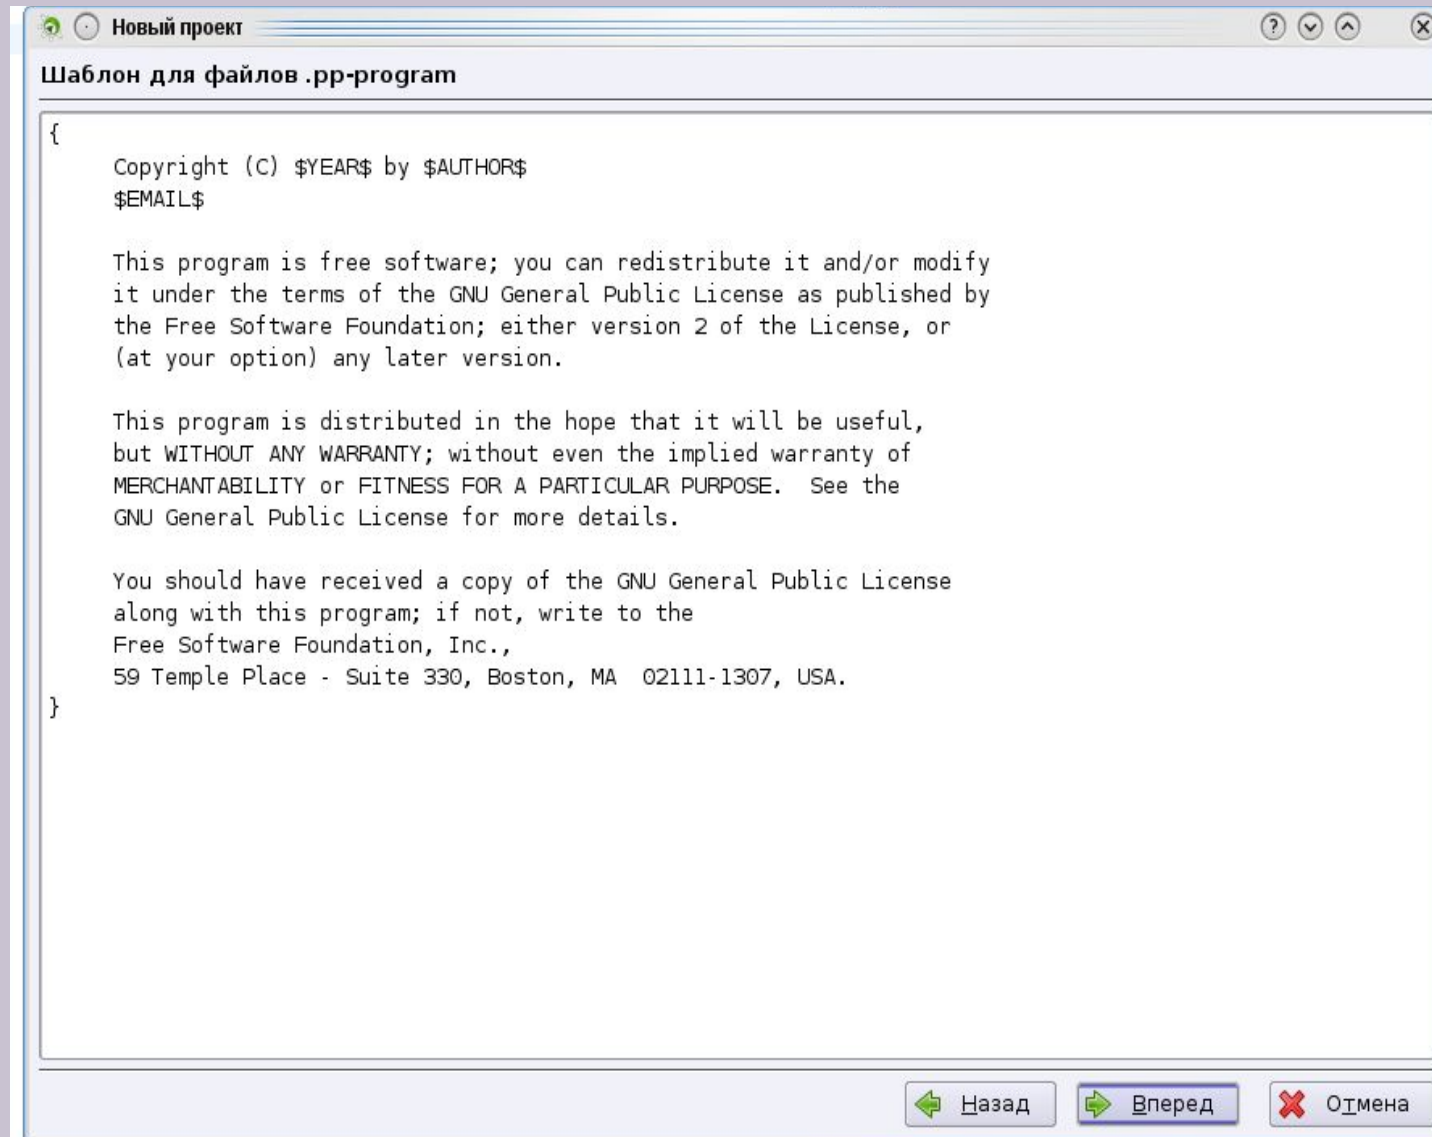 Новый проект
Шаблон для файлов .pp-program
{
Copyright (C) $YEAR$ by $AUTHOR$
$EMAIL$
This program is free software; you can redistribute it and/or modify
it under the terms of the GNU General Public License as published by
the Free Software Foundation; either version 2 of the License, or
(at your option) any later version.
This program is distributed in the hope that it will be useful,
but WITHOUT ANY WARRANTY; without even the implied warranty of
MERCHANTABILITY or FITNESS FOR A PARTICULAR PURPOSE.  See the
GNU General Public License for more details.
You should have received a copy of the GNU General Public License
along with this program; if not, write to the
Free Software Foundation, Inc.,
59 Temple Place - Suite 330, Boston, MA  02111-1307, USA.
}
Назад Вперед Отмена